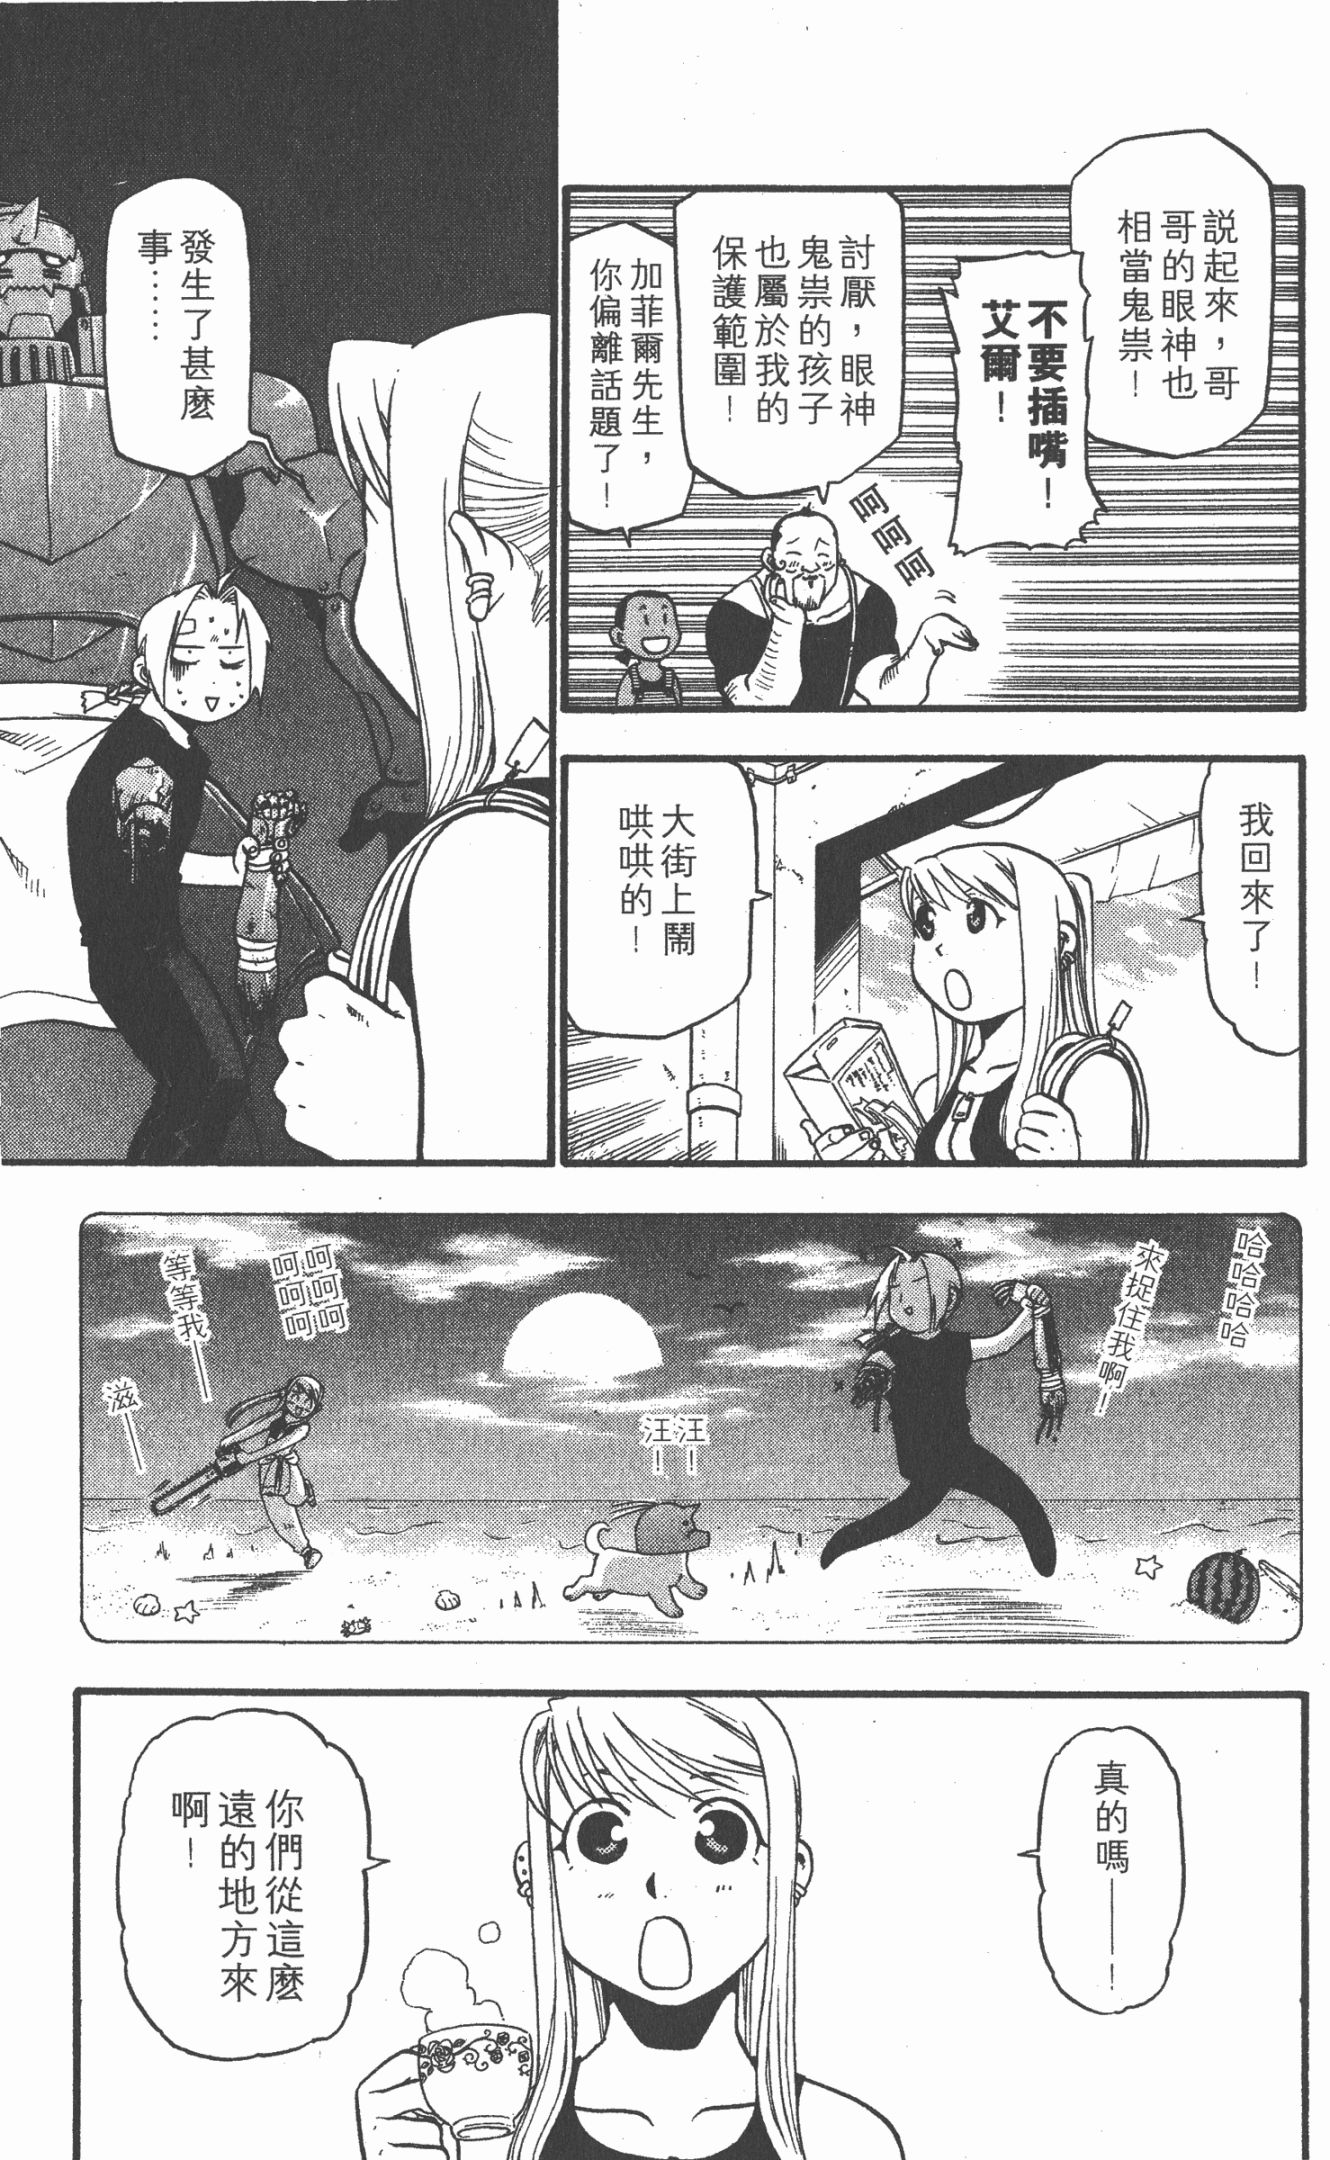 說起來，哥
哥的眼神也
相當鬼祟！
不要插嘴！
艾爾！
討厭，眼神
鬼祟的孩子
也屬於我的
保護範圍！
呵呵呵
加菲爾先生，
你偏離話題了！
我回來了！
大街上鬧
哄哄的！
發生了甚麼
事……
哈哈哈哈
來捉住我啊！
汪！
汪！
呵呵呵
呵呵呵
等等我——
滋——
真的嗎——！
你們從這麼
遠的地方來
啊！